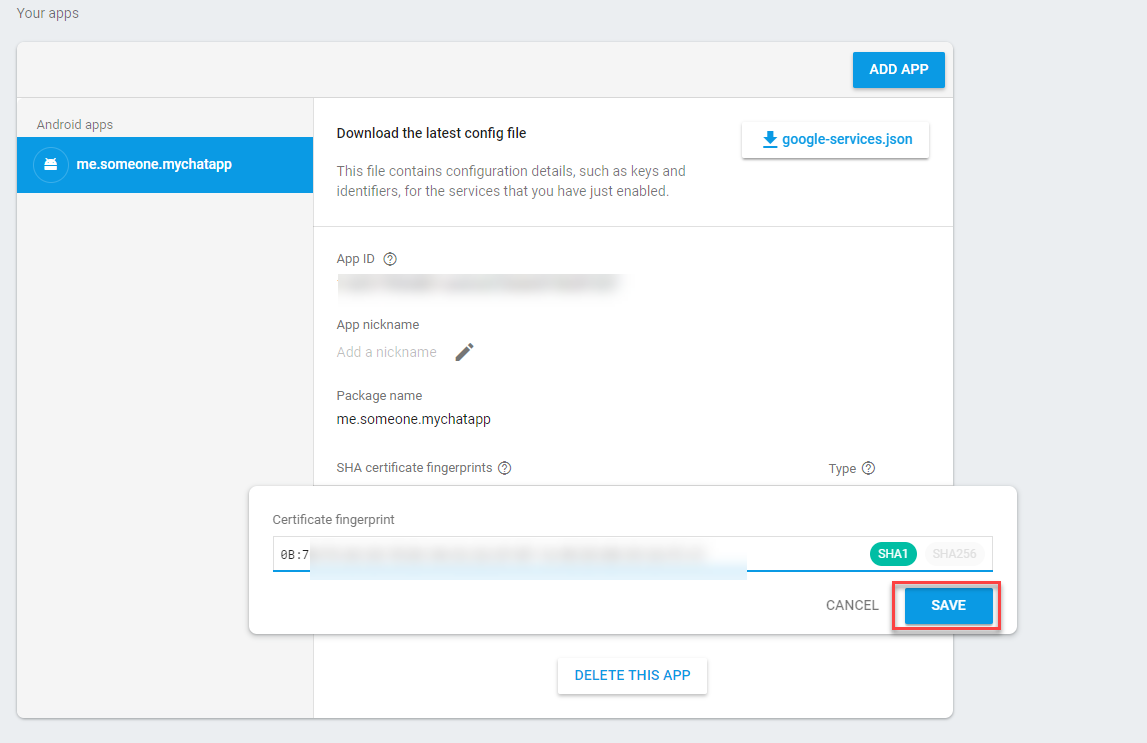 Your apps
ADD APP
Android apps
me.someone.mychatapp
Download the latest config file
google-services.json
This file contains configuration details, such as keys and
identifiers, for the services that you have just enabled.
App ID
App nickname
Add a nickname
Package name
me.someone.mychatapp
SHA certificate fingerprints
Type
Certificate fingerprint
0B:7
SHA1
SHA256
CANCEL
SAVE
DELETE THIS APP